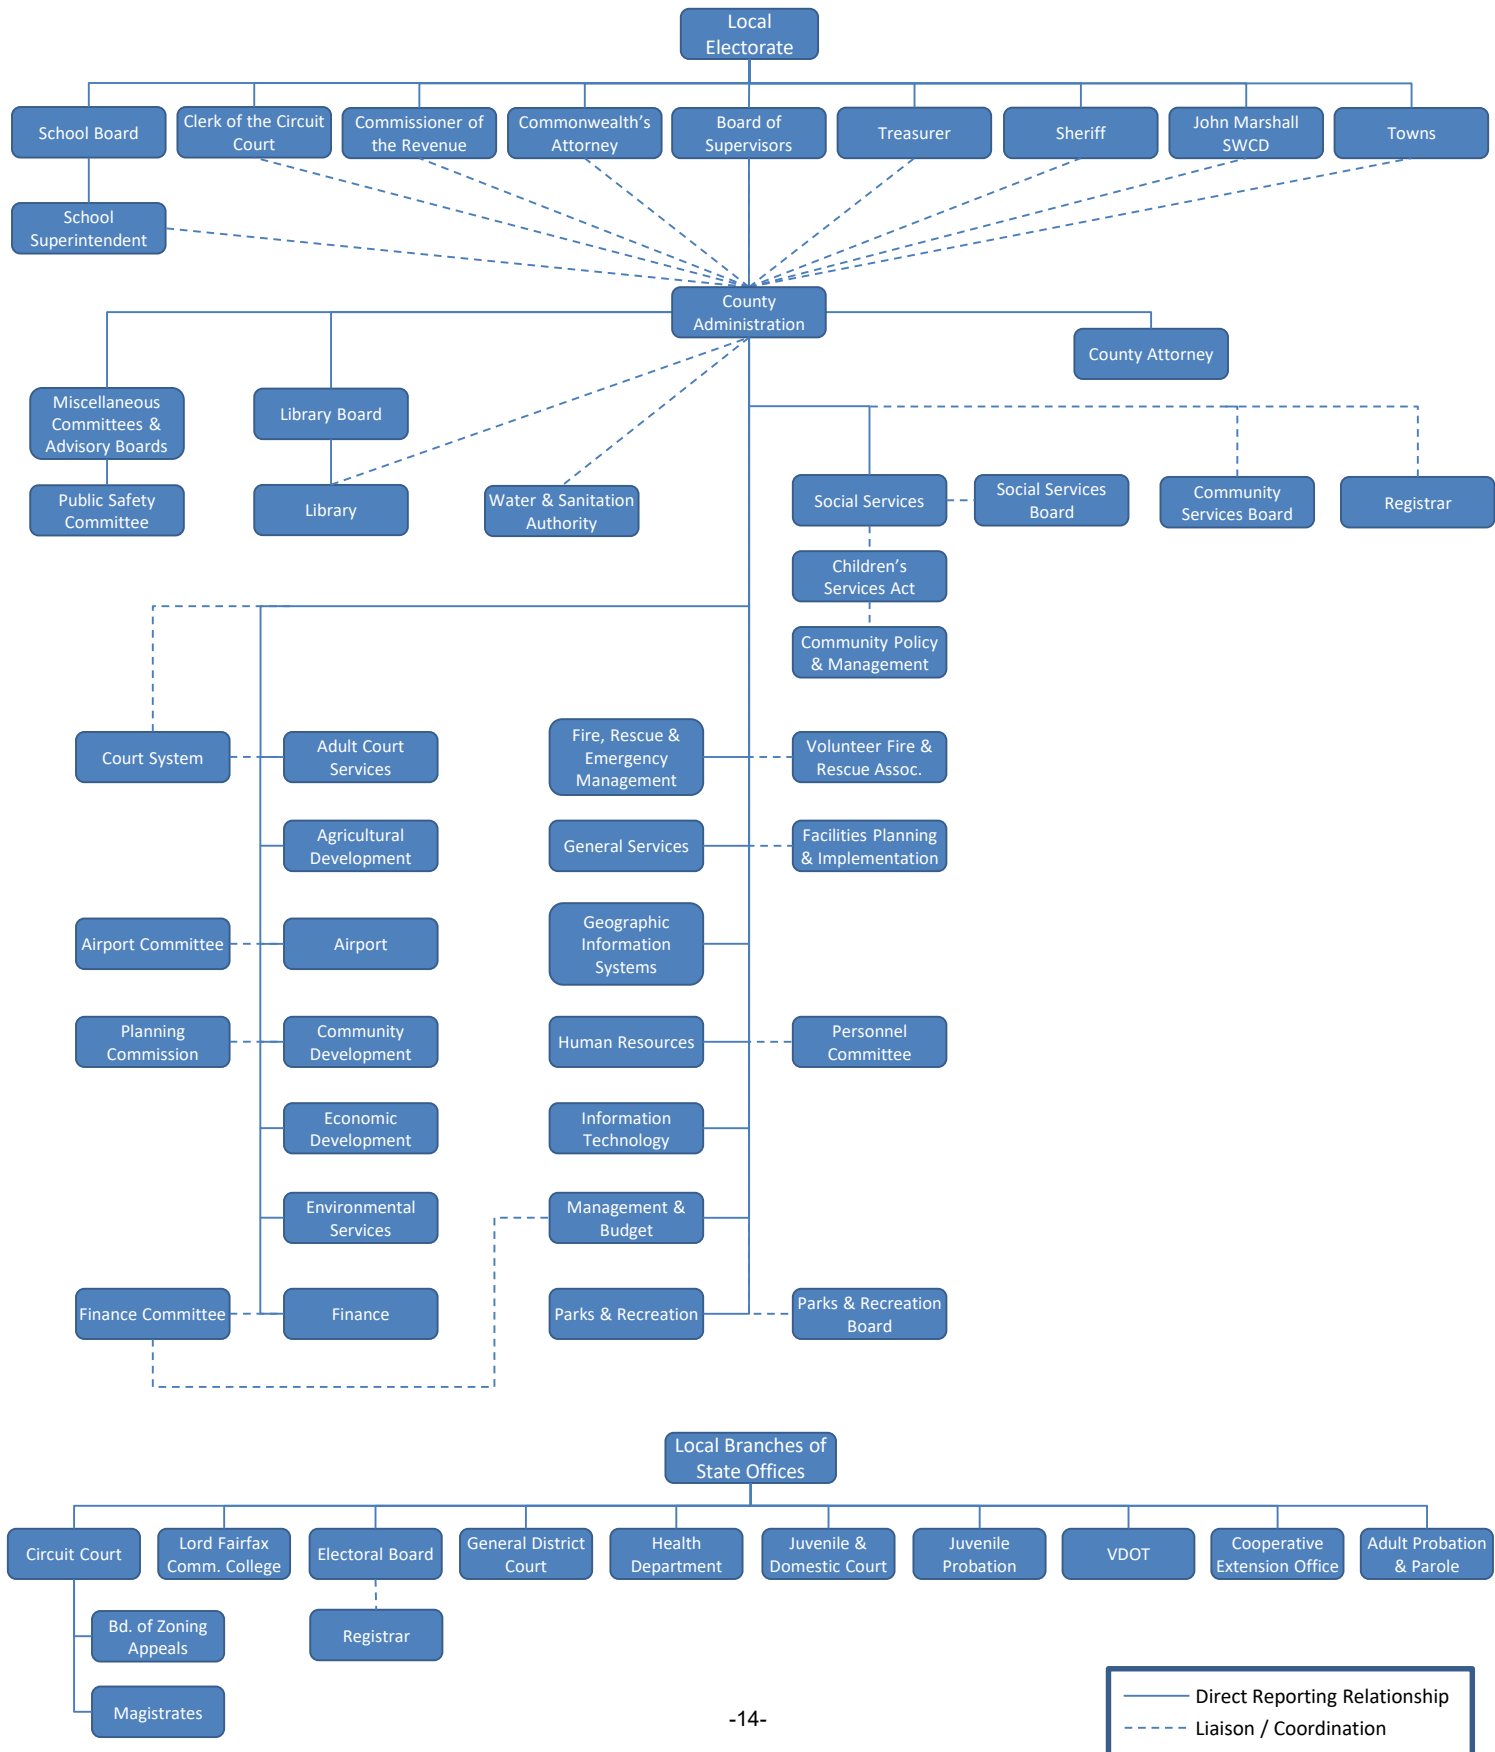 Local
Electorate
School Board
Clerk of the Circuit
Court
Commissioner of
the Revenue
Commonwealth's
Attorney
Board of
Supervisors
Treasurer
Sheriff
John Marshall
SWCD
Towns
School
Superintendent
County
Administration
County Attorney
Miscellaneous
Committees &
Advisory Boards
Library Board
Public Safety
Committee
Library
Water & Sanitation
Authority
Social Services
Social Services
Board
Community
Services Board
Registrar
Children's
Services Act
Community Policy
& Management
Court System
Adult Court
Services
Fire, Rescue &
Emergency
Management
Volunteer Fire &
Rescue Assoc.
Agricultural
Development
General Services
Facilities Planning
& Implementation
Airport Committee
Airport
Geographic
Information
Systems
Planning
Commission
Community
Development
Human Resources
Personnel
Committee
Economic
Development
Information
Technology
Environmental
Services
Management &
Budget
Finance Committee
Finance
Parks & Recreation
Parks & Recreation
Board
Local Branches of
State Offices
Circuit Court
Lord Fairfax
Comm. College
Electoral Board
General District
Court
Health
Department
Juvenile &
Domestic Court
Juvenile
Probation
VDOT
Cooperative
Extension Office
Adult Probation
& Parole
Bd. of Zoning
Appeals
Registrar
Magistrates
Direct Reporting Relationship
Liaison / Coordination
-14-